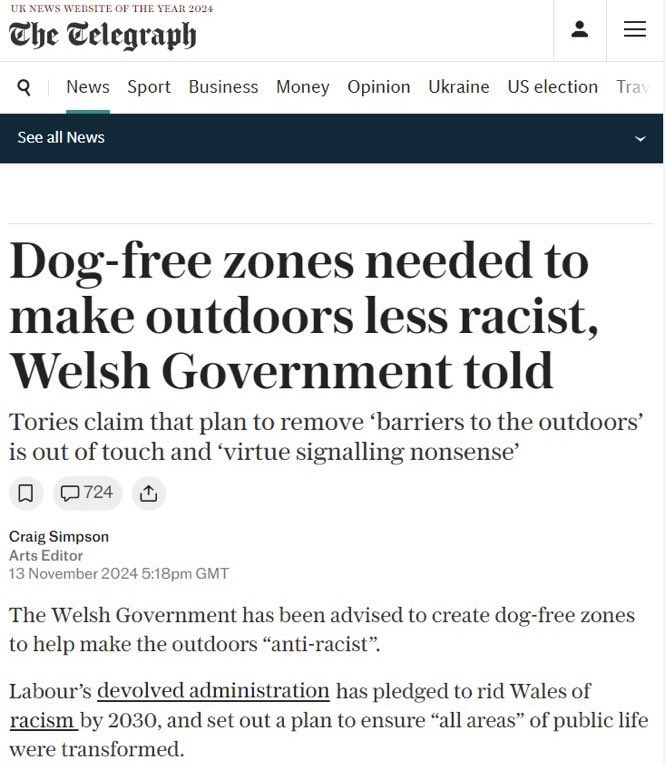 UK NEWS WEBSITE OF THE YEAR 2024
The Telegraph
News Sport Business Money Opinion Ukraine US election Trav
See all News
Dog-free zones needed to
make outdoors less racist,
Welsh Government told
Tories claim that plan to remove ‘barriers to the outdoors’
is out of touch and ‘virtue signalling nonsense’
724
Craig Simpson
Arts Editor
13 November 2024 5:18pm GMT
The Welsh Government has been advised to create dog-free zones
to help make the outdoors “anti-racist”.
Labour’s devolved administration has pledged to rid Wales of
racism by 2030, and set out a plan to ensure “all areas” of public life
were transformed.